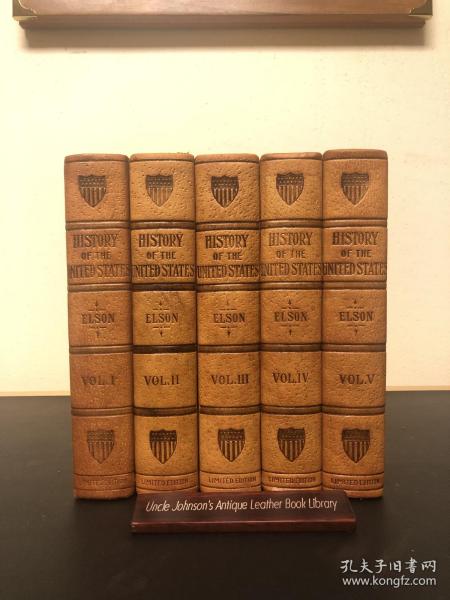 HISTORY
OF THE
UNITED STATES
ELSON
VOL. I
LIMITED EDITION
HISTORY
OF THE
UNITED STATES
ELSON
VOL. II
LIMITED EDITION
HISTORY
OF THE
UNITED STATES
ELSON
VOL. III
LIMITED EDITION
HISTORY
OF THE
UNITED STATES
ELSON
VOL. IV
LIMITED EDITION
HISTORY
OF THE
UNITED STATES
ELSON
VOL. V
LIMITED EDITION
Uncle Johnson's Antique Leather Book Library
孔夫子旧书网
www.kongfz.com